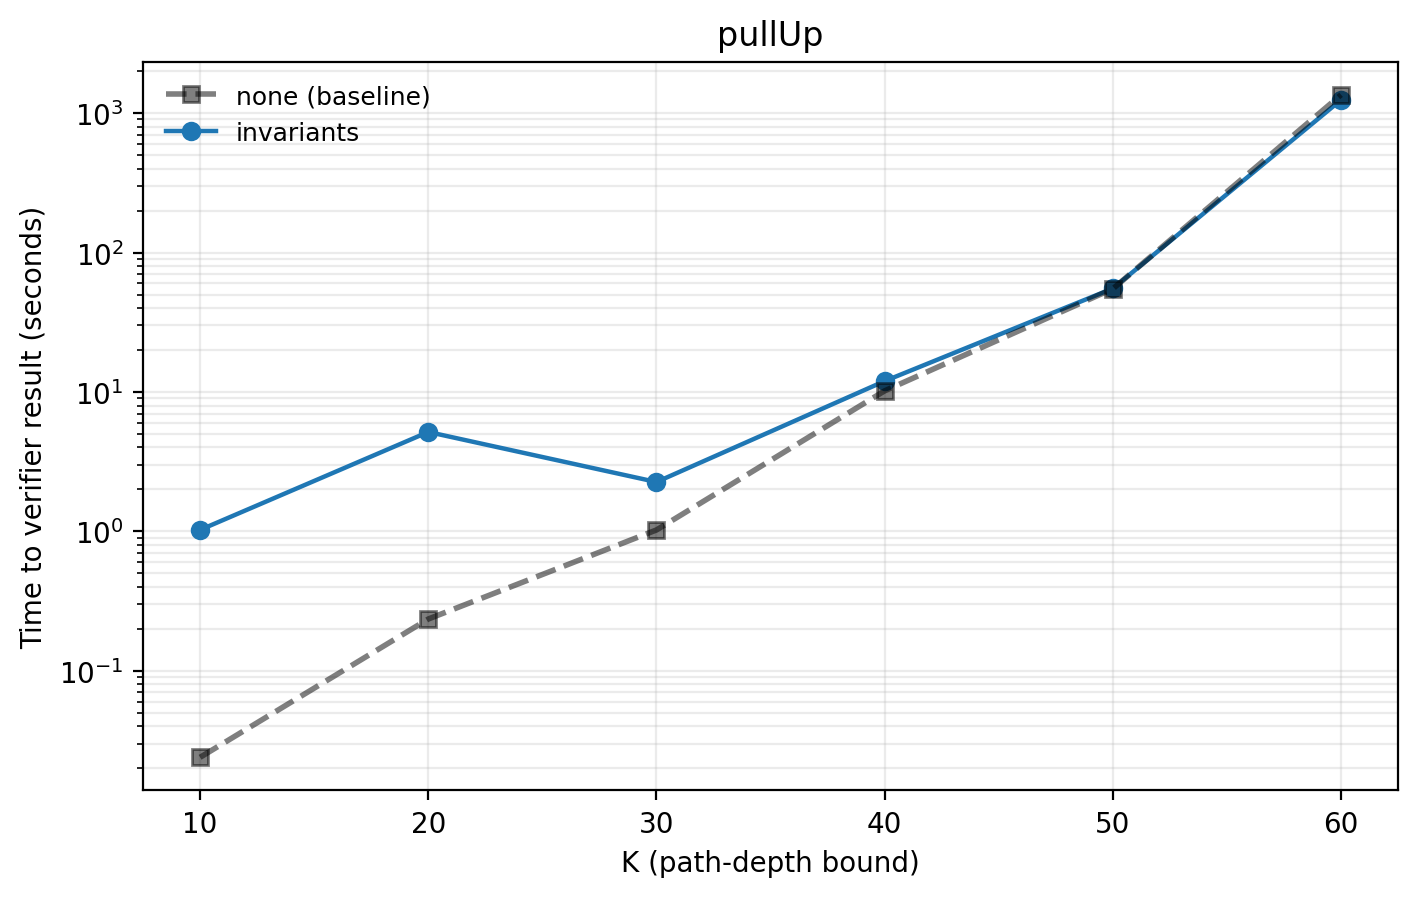 pullUp
none (baseline)
invariants
Time to verifier result (seconds)
10³
10²
10¹
10⁰
10⁻¹
10 20 30 40 50 60
K (path-depth bound)